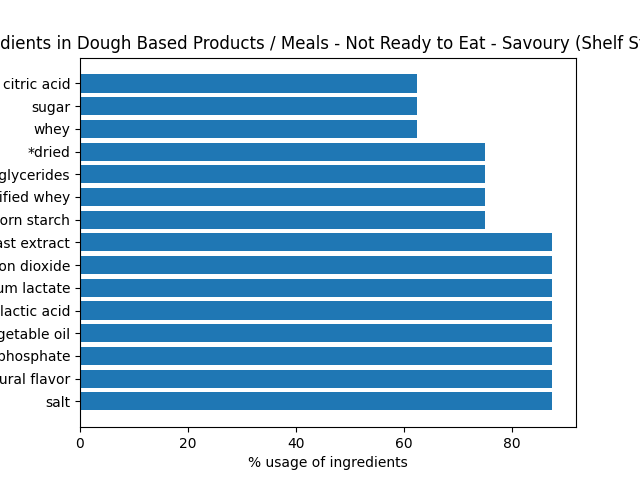 dients in Dough Based Products / Meals - Not Ready to Eat - Savoury (Shelf S
citric acid
sugar
whey
*dried
glycerides
ified whey
orn starch
ast extract
on dioxide
um lactate
lactic acid
getable oil
phosphate
ural flavor
salt
0 20 40 60 80
% usage of ingredients